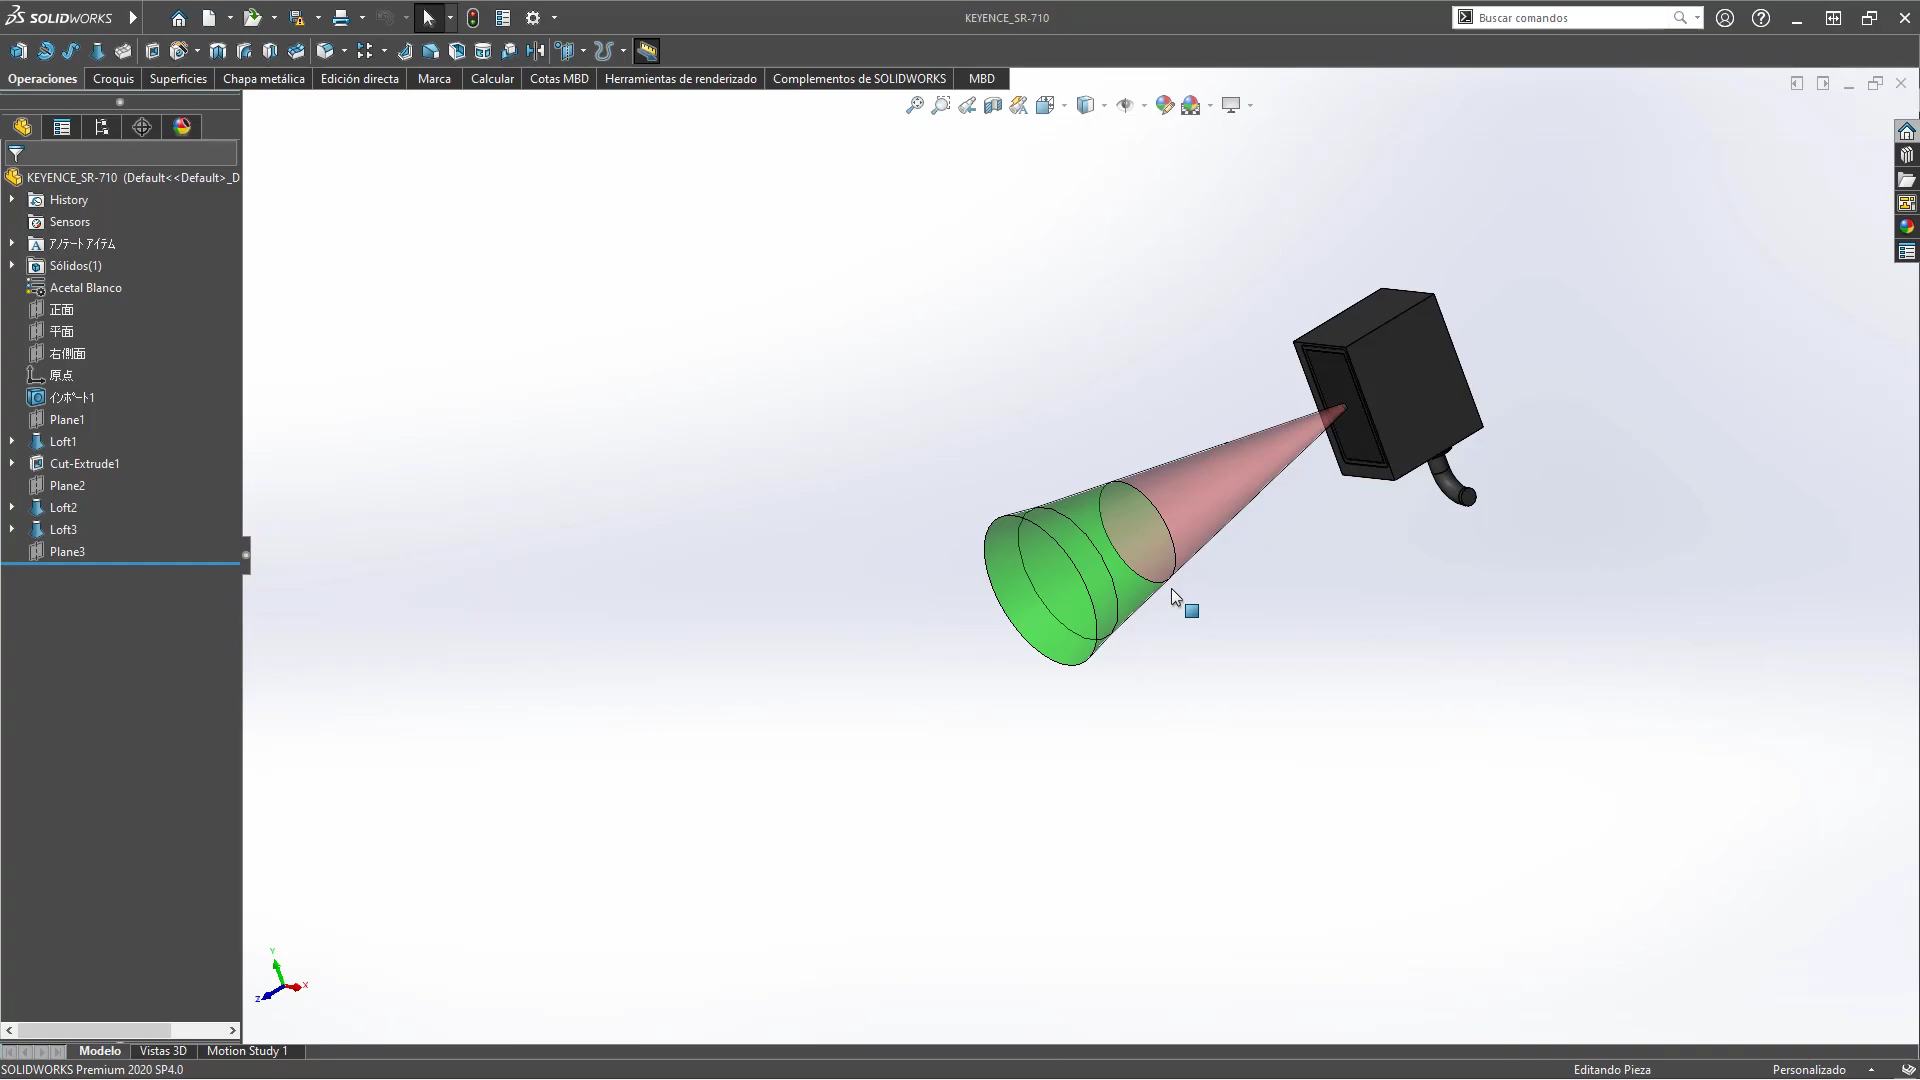 SOLIDWORKS
KEYENCE_SR-710
Buscar comandos
Operaciones
Croquis
Superficies
Chapa metálica
Edición directa
Marca
Calcular
Cotas MBD
Herramientas de renderizado
Complementos de SOLIDWORKS
MBD
KEYENCE_SR-710 (Default<<Default>_D
History
Sensors
A
アノテート アイテム
Sólidos(1)
Acetal Blanco
正面
平面
右側面
原点
インポート1
Plane1
Loft1
Cut-Extrude1
Plane2
Loft2
Loft3
Plane3
Y
X
Z
Modelo
Vistas 3D
Motion Study 1
SOLIDWORKS Premium 2020 SP4.0
Editando Pieza
Personalizado